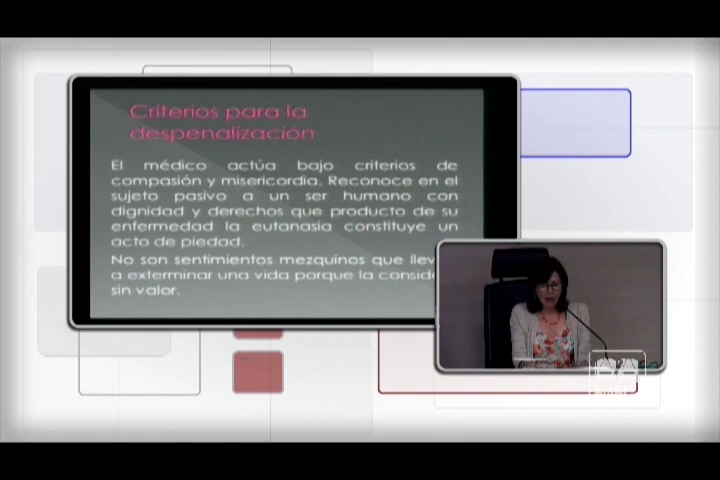 Criterios para la
despenalización
El médico actúa bajo criterios de
compasión y misericordia. Reconoce en el
sujeto pasivo a un ser humano con
dignidad y derechos que producto de su
enfermedad la eutanasia constituye un
acto de piedad.
No son sentimientos mezquinos que llev
a exterminar una vida porque la conside
sin valor.